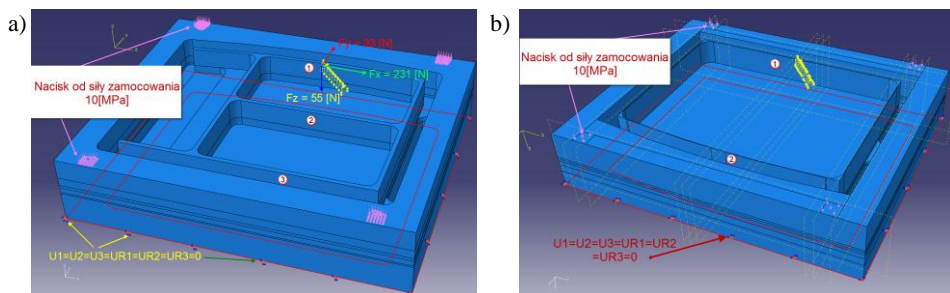 a)
Fy = 33 [N]
Nacisk od siły zamocowania
10[MPa]
1
Fx = 231 [N]
Fz = 55 [N]
2
3
U1=U2=U3=UR1=UR2=UR3=0
b)
Nacisk od siły zamocowania
10[MPa]
1
2
U1=U2=U3=UR1=UR2
=UR3=0